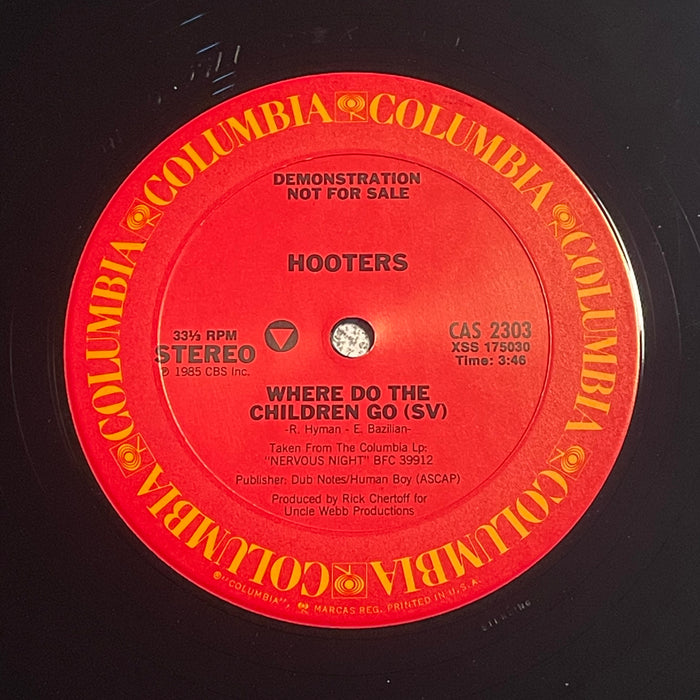 COLUMBIA COLUMBIA COLUMBIA COLUMBIA COLUMBIA COLUMBIA
DEMONSTRATION
NOT FOR SALE
HOOTERS
33⅓ RPM
STEREO
℗ 1985 CBS Inc.
CAS 2303
XSS 175030
Time: 3:46
WHERE DO THE
CHILDREN GO (SV)
-R. Hyman - E. Bazilian-
Taken From The Columbia Lp:
"NERVOUS NIGHT" BFC 39912
Publisher: Dub Notes/Human Boy (ASCAP)
Produced by Rick Chertoff for
Uncle Webb Productions
® "COLUMBIA", MARCAS REG. PRINTED IN U.S.A.
STERLING